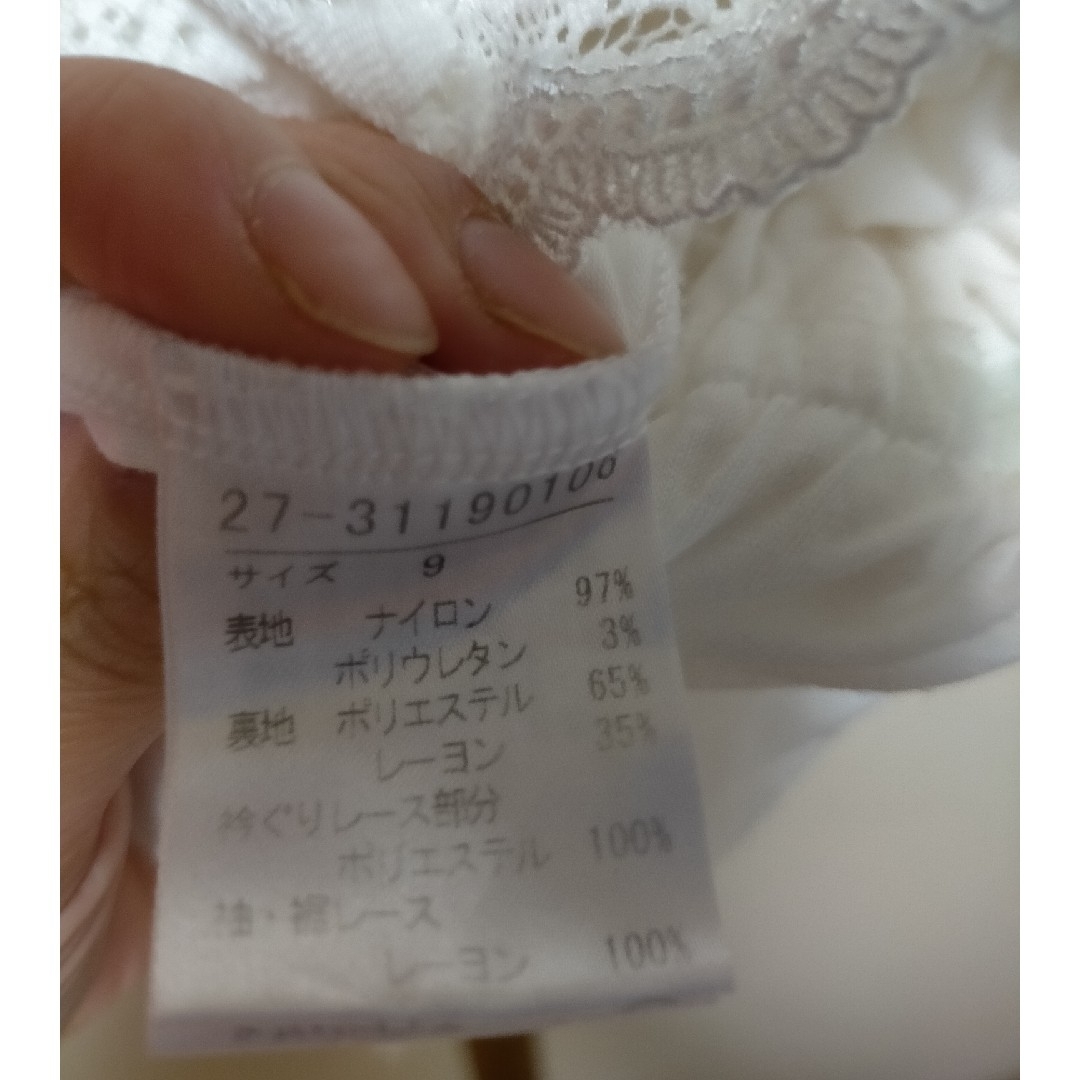 27-31190108
サイズ 9
表地 ナイロン 97%
ポリウレタン 3%
裏地 ポリエステル 65%
レーヨン 35%
衿ぐりレース部分
ポリエステル 100%
袖・裾レース
レーヨン 100%